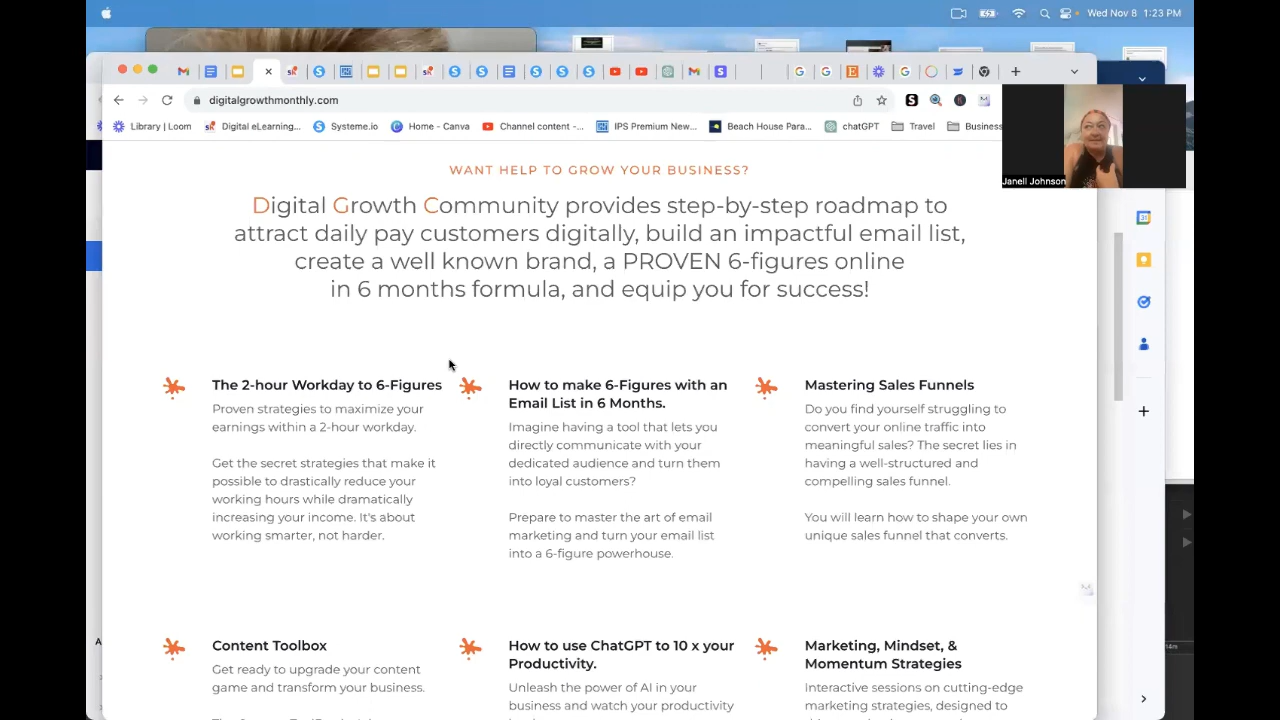 Wed Nov 8 1:23 PM
digitalgrowthmonthly.com
Library | Loom
Digital eLearning...
Systeme.io
Home - Canva
Channel content -...
IPS Premium New...
Beach House Para...
chatGPT
Travel
Business
Janell Johnson
WANT HELP TO GROW YOUR BUSINESS?
Digital Growth Community provides step-by-step roadmap to
attract daily pay customers digitally, build an impactful email list,
create a well known brand, a PROVEN 6-figures online
in 6 months formula, and equip you for success!
The 2-hour Workday to 6-Figures
Proven strategies to maximize your
earnings within a 2-hour workday.
Get the secret strategies that make it
possible to drastically reduce your
working hours while dramatically
increasing your income. It's about
working smarter, not harder.
How to make 6-Figures with an
Email List in 6 Months.
Imagine having a tool that lets you
directly communicate with your
dedicated audience and turn them
into loyal customers?
Prepare to master the art of email
marketing and turn your email list
into a 6-figure powerhouse.
Mastering Sales Funnels
Do you find yourself struggling to
convert your online traffic into
meaningful sales? The secret lies in
having a well-structured and
compelling sales funnel.
You will learn how to shape your own
unique sales funnel that converts.
Content Toolbox
Get ready to upgrade your content
game and transform your business.
How to use ChatGPT to 10 x your
Productivity.
Unleash the power of AI in your
business and watch your productivity
Marketing, Mindset, &
Momentum Strategies
Interactive sessions on cutting-edge
marketing strategies, designed to